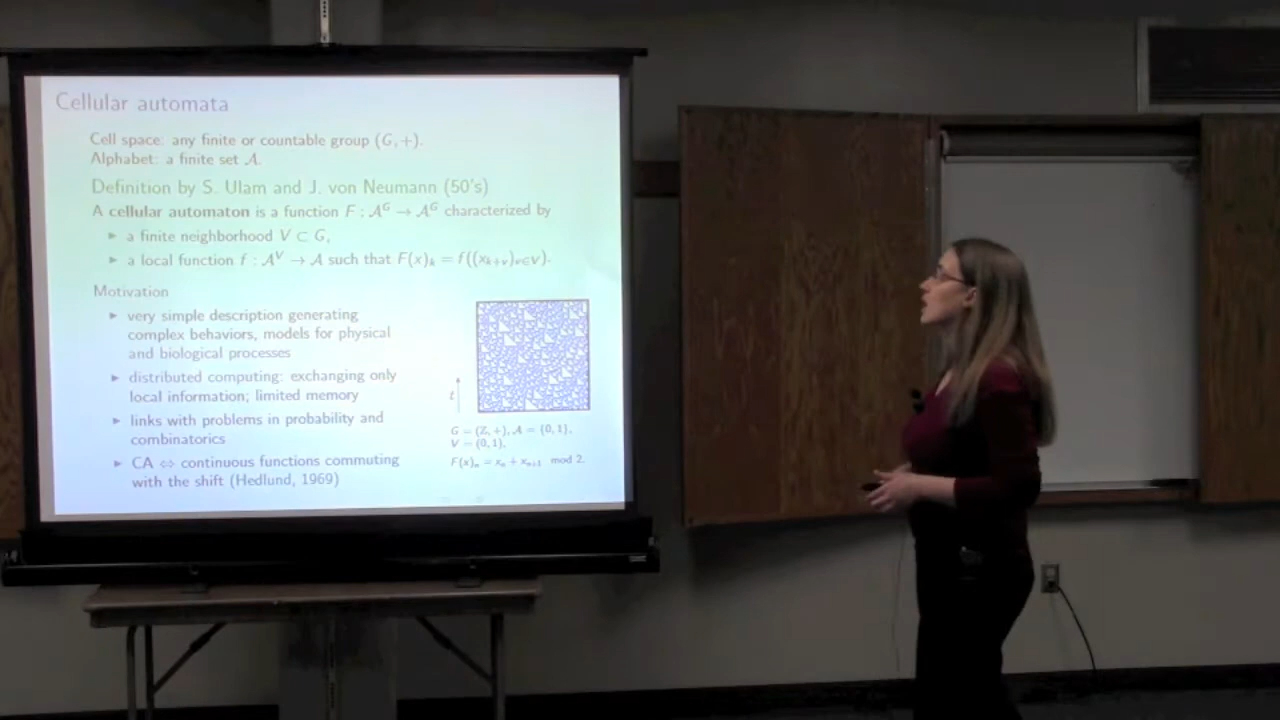 Cellular automata
Cell space: any finite or countable group (G, +).
Alphabet: a finite set 𝒜.
Definition by S. Ulam and J. von Neumann (50's)
A cellular automaton is a function F : 𝒜^G → 𝒜^G characterized by
▶ a finite neighborhood V ⊂ G,
▶ a local function f : 𝒜^V → 𝒜 such that F(x)_k = f((x_{k+v})_{v∈V}).
Motivation
▶ very simple description generating
complex behaviors, models for physical
and biological processes
▶ distributed computing: exchanging only
local information; limited memory
▶ links with problems in probability and
combinatorics
▶ CA ⇔ continuous functions commuting
with the shift (Hedlund, 1969)
t
G = (ℤ, +), 𝒜 = {0, 1},
V = {0, 1},
F(x)_n = x_n + x_{n+1} mod 2.